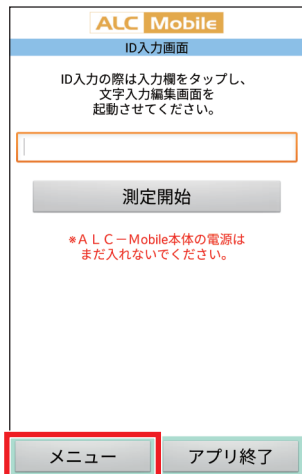 ALC Mobile
ID入力画面
ID入力の際は入力欄をタップし、
文字入力編集画面を
起動させてください。
測定開始
*ＡＬＣ－Mobile本体の電源は
まだ入れないでください。
メニュー
アプリ終了